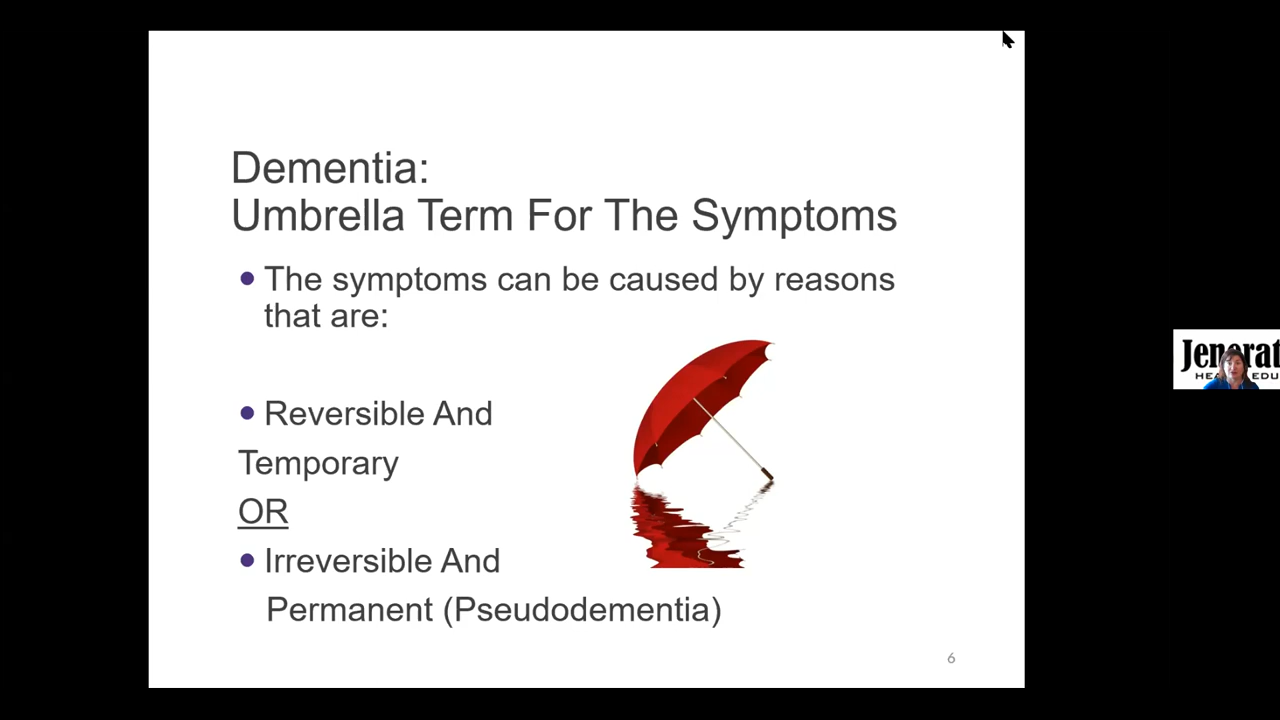 Dementia:
Umbrella Term For The Symptoms
• The symptoms can be caused by reasons
that are:
• Reversible And
Temporary
OR
• Irreversible And
Permanent (Pseudodementia)
6